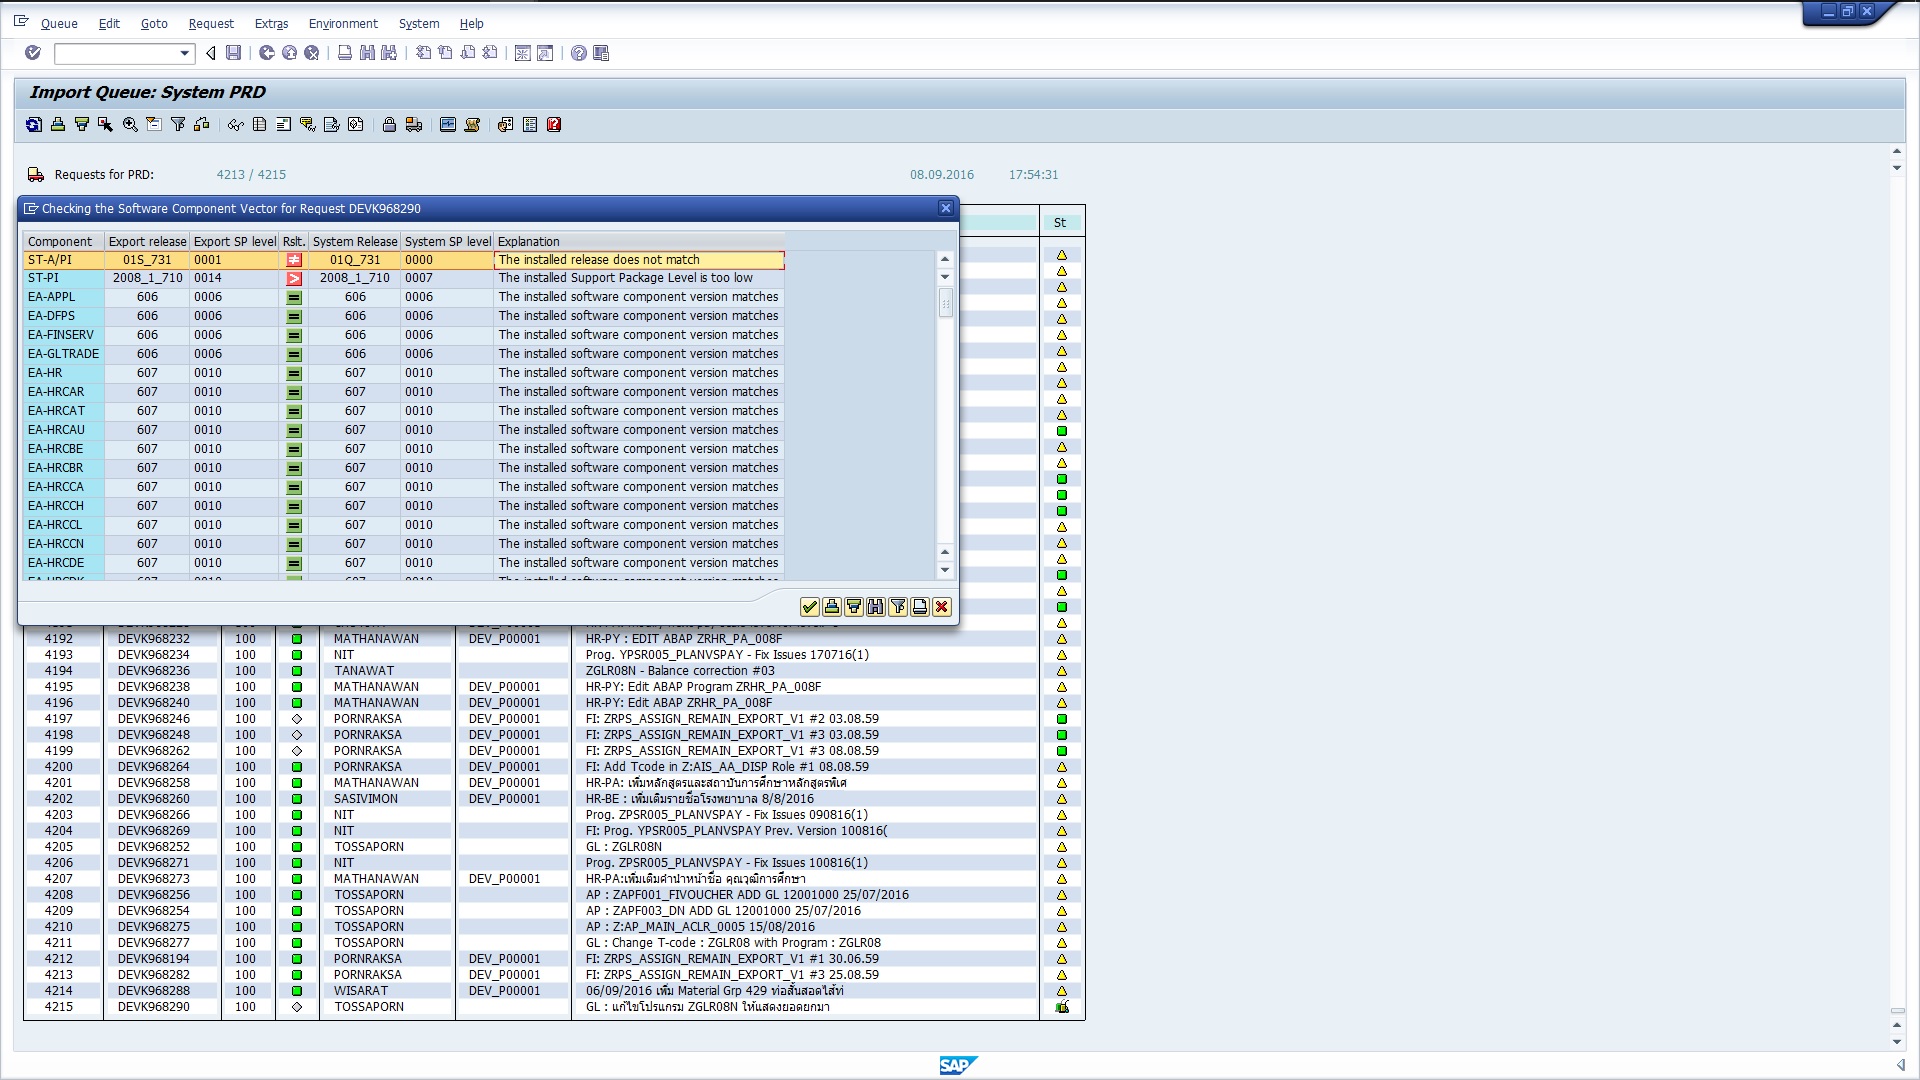 Queue Edit Goto Request Extras Environment System Help
Import Queue: System PRD
Requests for PRD: 4213 / 4215 08.09.2016 17:54:31
Checking the Software Component Vector for Request DEVK968290
St
Component Export release Export SP level Rslt. System Release System SP level Explanation
ST-A/PI 01S_731 0001 ≠ 01Q_731 0000 The installed release does not match
ST-PI 2008_1_710 0014 > 2008_1_710 0007 The installed Support Package Level is too low
EA-APPL 606 0006 = 606 0006 The installed software component version matches
EA-DFPS 606 0006 = 606 0006 The installed software component version matches
EA-FINSERV 606 0006 = 606 0006 The installed software component version matches
EA-GLTRADE 606 0006 = 606 0006 The installed software component version matches
EA-HR 607 0010 = 607 0010 The installed software component version matches
EA-HRCAR 607 0010 = 607 0010 The installed software component version matches
EA-HRCAT 607 0010 = 607 0010 The installed software component version matches
EA-HRCAU 607 0010 = 607 0010 The installed software component version matches
EA-HRCBE 607 0010 = 607 0010 The installed software component version matches
EA-HRCBR 607 0010 = 607 0010 The installed software component version matches
EA-HRCCA 607 0010 = 607 0010 The installed software component version matches
EA-HRCCH 607 0010 = 607 0010 The installed software component version matches
EA-HRCCL 607 0010 = 607 0010 The installed software component version matches
EA-HRCCN 607 0010 = 607 0010 The installed software component version matches
EA-HRCDE 607 0010 = 607 0010 The installed software component version matches
4192 DEVK968232 100 MATHANAWAN DEV_P00001 HR-PY : EDIT ABAP ZRHR_PA_008F
4193 DEVK968234 100 NIT Prog. YPSR005_PLANVSPAY - Fix Issues 170716(1)
4194 DEVK968236 100 TANAWAT ZGLR08N - Balance correction #03
4195 DEVK968238 100 MATHANAWAN DEV_P00001 HR-PY: Edit ABAP Program ZRHR_PA_008F
4196 DEVK968240 100 MATHANAWAN DEV_P00001 HR-PY: Edit ABAP ZRHR_PA_008F
4197 DEVK968246 100 PORNRAKSA DEV_P00001 FI: ZRPS_ASSIGN_REMAIN_EXPORT_V1 #2 03.08.59
4198 DEVK968248 100 PORNRAKSA DEV_P00001 FI: ZRPS_ASSIGN_REMAIN_EXPORT_V1 #3 03.08.59
4199 DEVK968262 100 PORNRAKSA DEV_P00001 FI: ZRPS_ASSIGN_REMAIN_EXPORT_V1 #3 08.08.59
4200 DEVK968264 100 PORNRAKSA DEV_P00001 FI: Add Tcode in Z:AIS_AA_DISP Role #1 08.08.59
4201 DEVK968258 100 MATHANAWAN DEV_P00001 HR-PA: เพิ่มหลักสูตรและสถาบันการศึกษาหลักสูตรพิเศ
4202 DEVK968260 100 SASIVIMON DEV_P00001 HR-BE : เพิ่มเติมรายชื่อโรงพยาบาล 8/8/2016
4203 DEVK968266 100 NIT Prog. ZPSR005_PLANVSPAY - Fix Issues 090816(1)
4204 DEVK968269 100 NIT FI: Prog. YPSR005_PLANVSPAY Prev. Version 100816(
4205 DEVK968252 100 TOSSAPORN GL : ZGLR08N
4206 DEVK968271 100 NIT Prog. ZPSR005_PLANVSPAY - Fix Issues 100816(1)
4207 DEVK968273 100 MATHANAWAN DEV_P00001 HR-PA:เพิ่มเติมคำนำหน้าชื่อ คุณวุฒิการศึกษา
4208 DEVK968256 100 TOSSAPORN AP : ZAPF001_FIVOUCHER ADD GL 12001000 25/07/2016
4209 DEVK968254 100 TOSSAPORN AP : ZAPF003_DN ADD GL 12001000 25/07/2016
4210 DEVK968275 100 TOSSAPORN AP : Z:AP_MAIN_ACLR_0005 15/08/2016
4211 DEVK968277 100 TOSSAPORN GL : Change T-code : ZGLR08 with Program : ZGLR08
4212 DEVK968194 100 PORNRAKSA DEV_P00001 FI: ZRPS_ASSIGN_REMAIN_EXPORT_V1 #1 30.06.59
4213 DEVK968282 100 PORNRAKSA DEV_P00001 FI: ZRPS_ASSIGN_REMAIN_EXPORT_V1 #3 25.08.59
4214 DEVK968288 100 WISARAT DEV_P00001 06/09/2016 เพิ่ม Material Grp 429 ท่อสั้นสอดไส้ท่
4215 DEVK968290 100 TOSSAPORN GL : แก้ไขโปรแกรม ZGLR08N ให้แสดงยอดยกมา
SAP